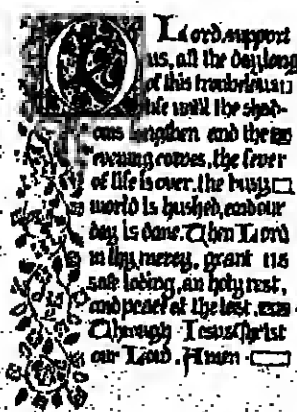 O Lord, support
us, all the day long
of this troublous
life until the shad-
ows lengthen and the
evening comes, the fever
of life is over, the busy
world is hushed, and our
day is done. Then Lord
in thy mercy, grant us
safe lodging, an holy rest,
and peace at the last,
Through Jesus Christ
our Lord. Amen.